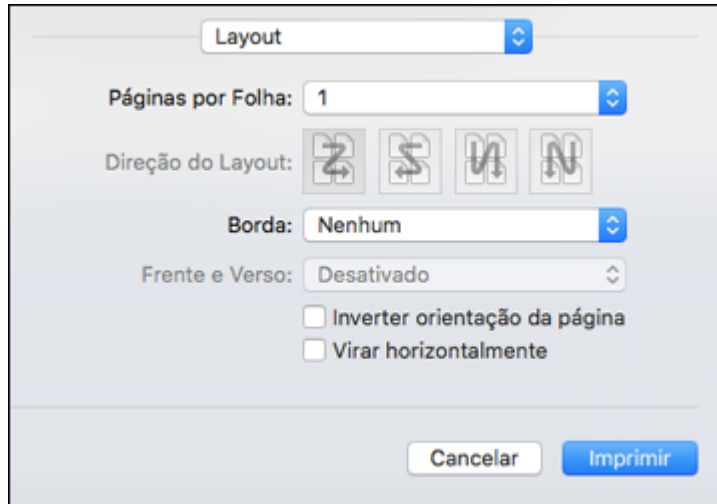 Layout
Páginas por Folha: 1
Direção do Layout:
Borda: Nenhum
Frente e Verso: Desativado
Inverter orientação da página
Virar horizontalmente
Cancelar Imprimir